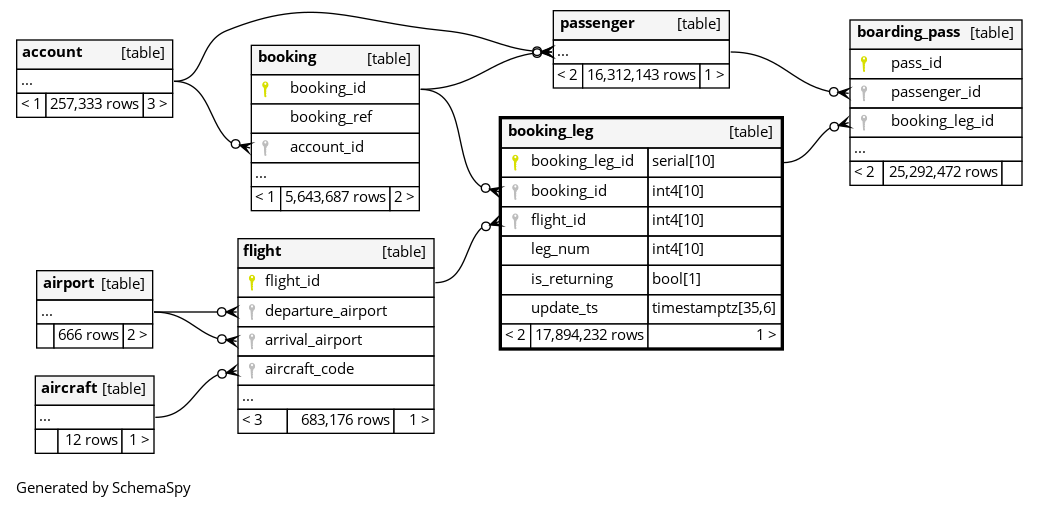 account [table]
...
< 1 257,333 rows 3 >
booking [table]
booking_id
booking_ref
account_id
...
< 1 5,643,687 rows 2 >
passenger [table]
...
< 2 16,312,143 rows 1 >
boarding_pass [table]
pass_id
passenger_id
booking_leg_id
...
< 2 25,292,472 rows
booking_leg [table]
booking_leg_id serial[10]
booking_id int4[10]
flight_id int4[10]
leg_num int4[10]
is_returning bool[1]
update_ts timestamptz[35,6]
< 2 17,894,232 rows 1 >
flight [table]
flight_id
departure_airport
arrival_airport
aircraft_code
...
< 3 683,176 rows 1 >
airport [table]
...
666 rows 2 >
aircraft [table]
...
12 rows 1 >
Generated by SchemaSpy